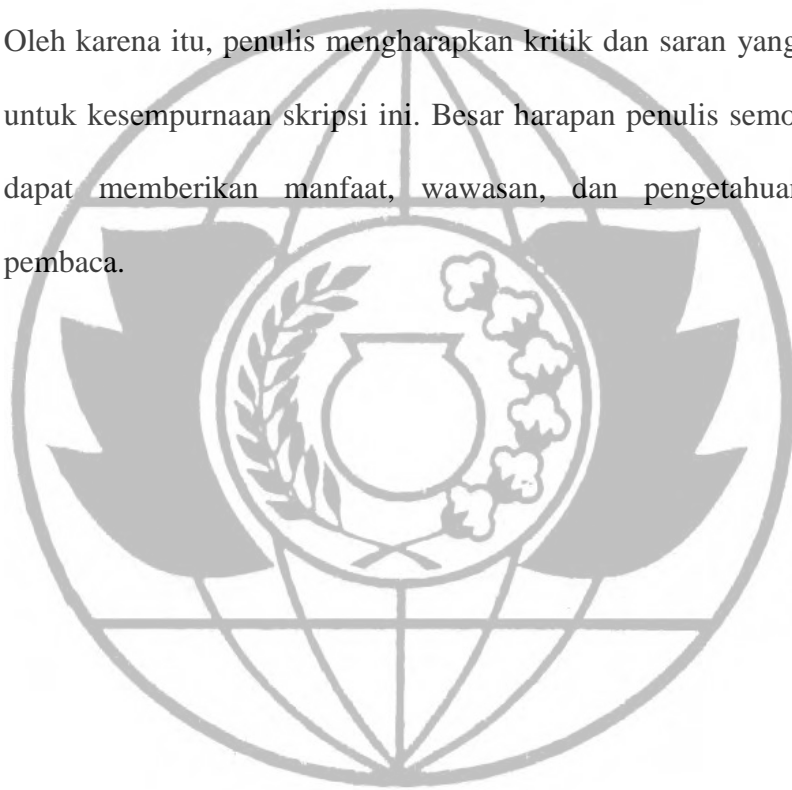 Oleh karena itu, penulis mengharapkan kritik dan saran yang
untuk kesempurnaan skripsi ini. Besar harapan penulis
dapat memberikan manfaat, wawasan, dan pengetahuan
pembaca.